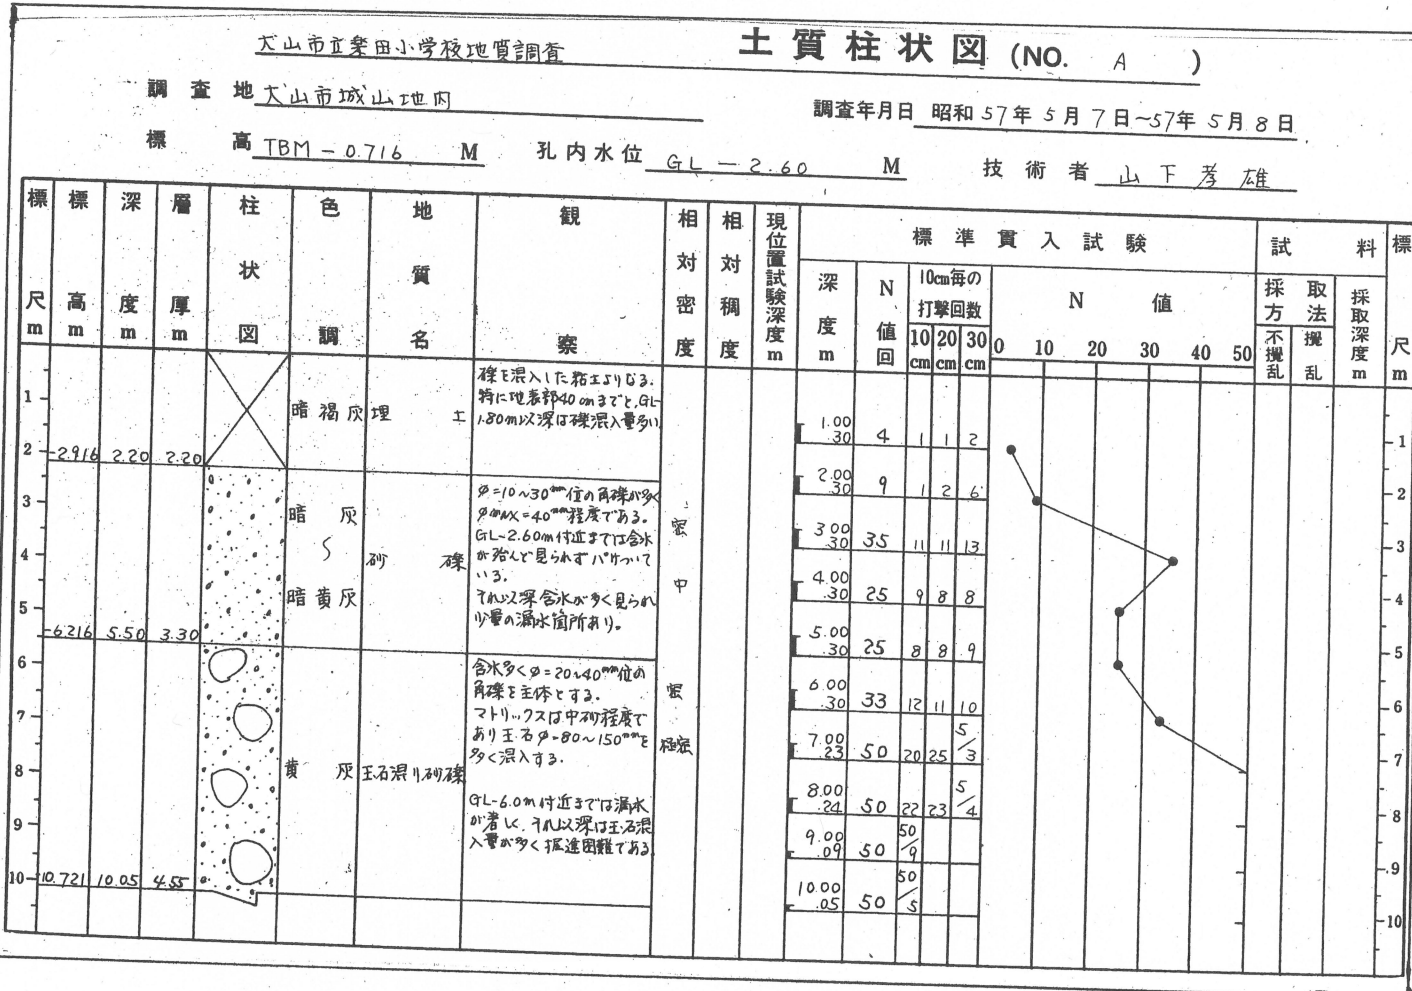 犬山市立楽田小学校地質調査
土質柱状図 (NO. A )
調査地 犬山市城山地内
調査年月日 昭和57年5月7日~57年5月8日
標高 TBM-0.716 M
孔内水位 GL-2.60 M
技術者 山下孝雄
標尺 m
標高 m
深度 m
層厚 m
柱状図
色調
地質名
観察
相対密度
相対稠度
現位置試験深度 m
標準貫入試験
深度 m
N値 回
10cm毎の
打撃回数
10 cm
20 cm
30 cm
N 値
0 10 20 30 40 50
試料
採取方法
不攪乱
攪乱
採取深度 m
標尺 m
1
2
3
4
5
6
7
8
9
10
-2.916 2.20 2.20
暗褐灰 埋土
礫を混入した粘土よりなる.
特に地表部40cmまでと,GL-
1.80m以深は礫混入量多い
-6.216 5.50 3.30
暗灰
〜
暗黄灰
砂礫
φ=10~30mm位の角礫が多く
φmax=40mm程度である。
GL-2.60m付近までは含水
が殆んど見られずパサついて
いる.
それ以深含水が多く見られ
少量の漏水箇所あり。
密
中
-10.721 10.05 4.55
黄灰 玉石混り砂礫
含水多くφ=20~40mm位の
角礫を主体とする.
マトリックスは中砂程度で
あり玉石φ=80~150mmを
多く混入する.
GL-6.0m付近までは漏水
が著しく,それ以深は玉石混
入量が多く掘進困難である
密
極密
1.00
.30 4 1 1 2
2.00
.30 9 1 2 6
3.00
.30 35 11 11 13
4.00
.30 25 9 8 8
5.00
.30 25 8 8 9
6.00
.30 33 12 11 10
7.00
.23 50 20 25 5/3
8.00
.24 50 22 23 5/4
9.00
.09 50 50/9
10.00
.05 50 50/5
1
2
3
4
5
6
7
8
9
10